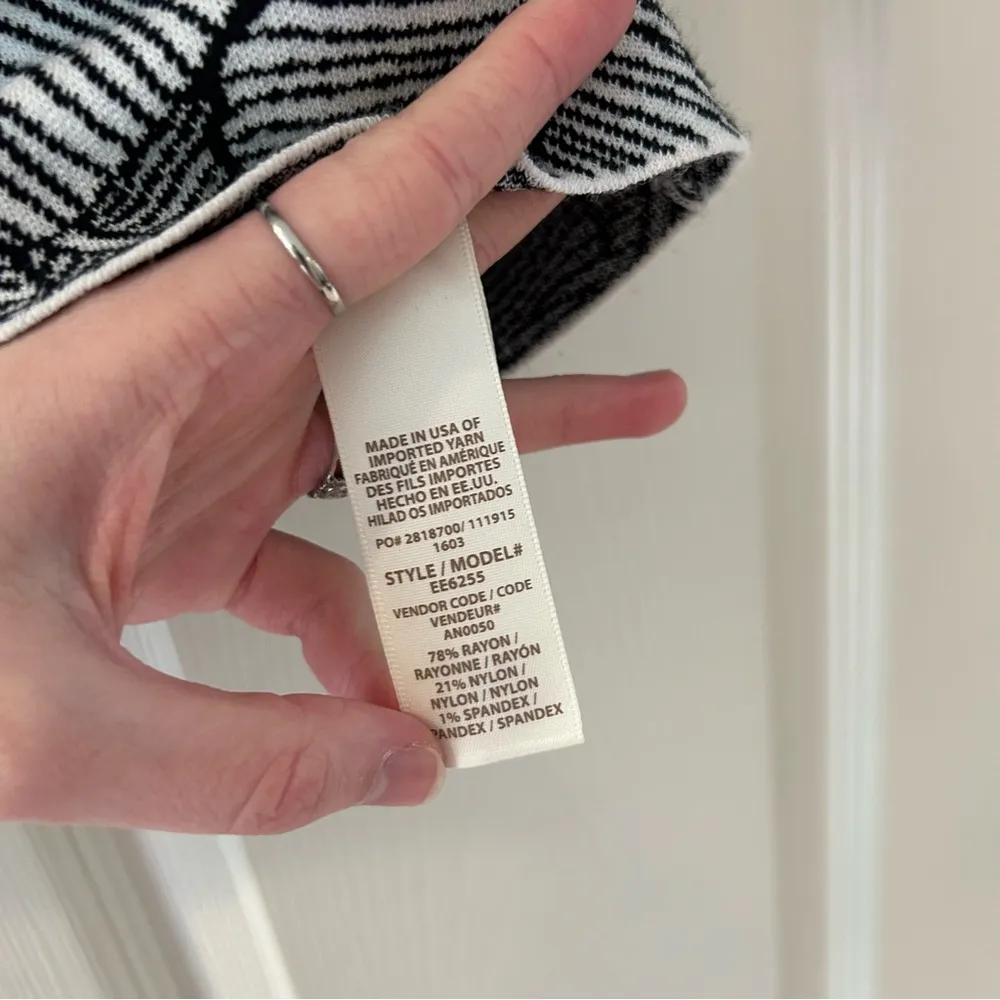 MADE IN USA OF
IMPORTED YARN
FABRIQUÉ EN AMÉRIQUE
DES FILS IMPORTES
HECHO EN EE.UU.
HILAD OS IMPORTADOS
PO# 2818700/ 111915
1603
STYLE / MODEL#
EE6255
VENDOR CODE / CODE
VENDEUR#
AN0050
78% RAYON /
RAYONNE / RAYÓN
21% NYLON /
NYLON / NYLON
1% SPANDEX /
PANDEX / SPANDEX